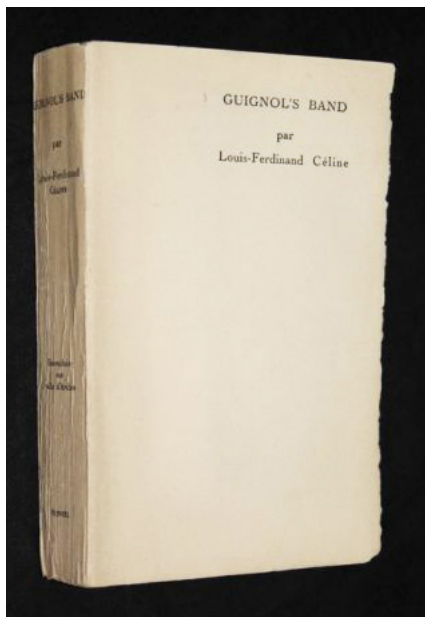 GUIGNOL'S BAND
par
Louis-Ferdinand Céline
GUIGNOL'S BAND
par
Louis-Ferdinand
Céline